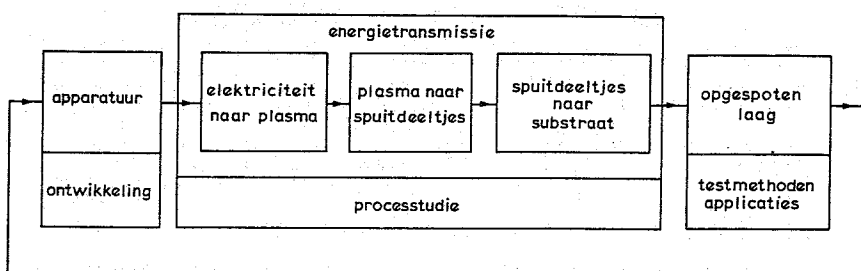 energietransmissie
apparatuur
elektriciteit
naar plasma
plasma naar
spuitdeeltjes
spuitdeeltjes
naar
substraat
opgespoten
laag
ontwikkeling
processtudie
testmethoden
applicaties